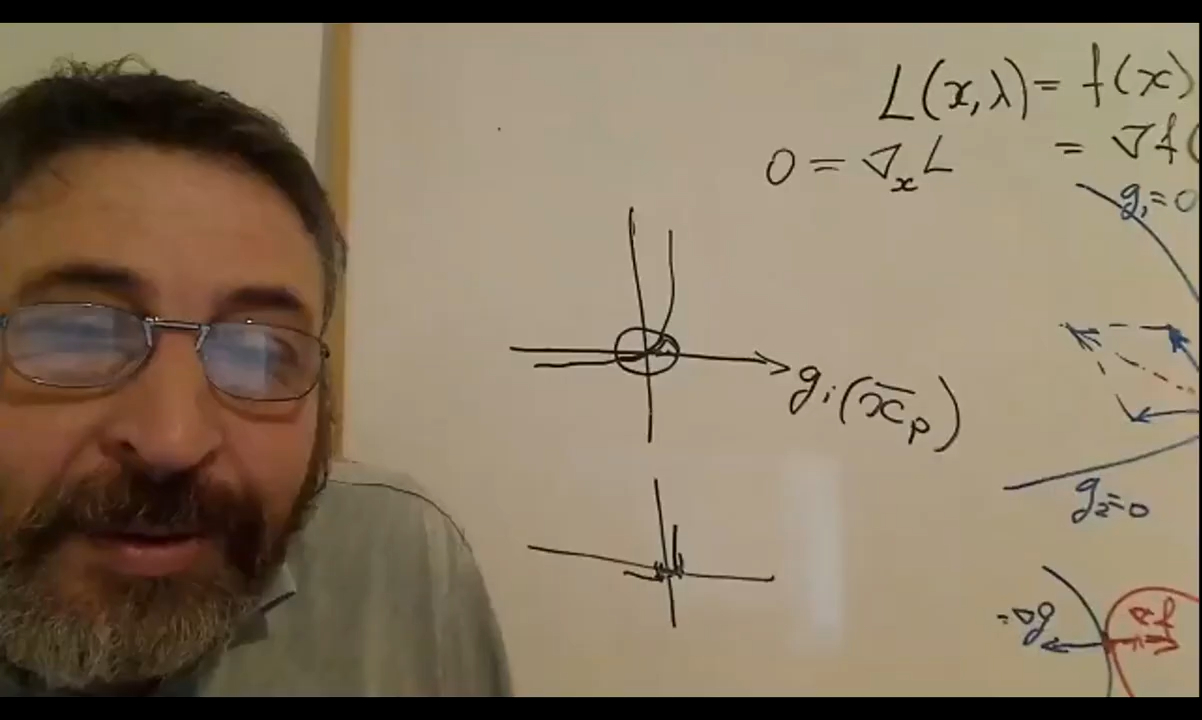 L(x,λ) = f(x)
0 = ∇ₓL = ∇f(
g₁=0
gᵢ(x̄ₚ)
g₂=0
-∇g
∇f